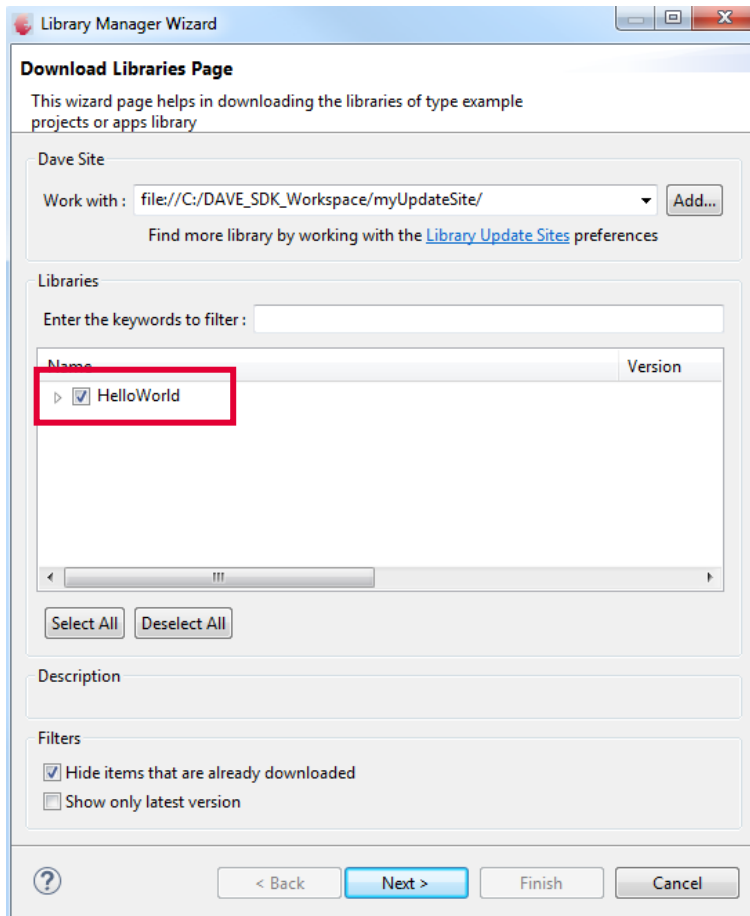 Library Manager Wizard
Download Libraries Page
This wizard page helps in downloading the libraries of type example
projects or apps library
Dave Site
Work with : file://C:/DAVE_SDK_Workspace/myUpdateSite/ Add...
Find more library by working with the Library Update Sites preferences
Libraries
Enter the keywords to filter :
Name Version
HelloWorld
Select All Deselect All
Description
Filters
Hide items that are already downloaded
Show only latest version
? < Back Next > Finish Cancel